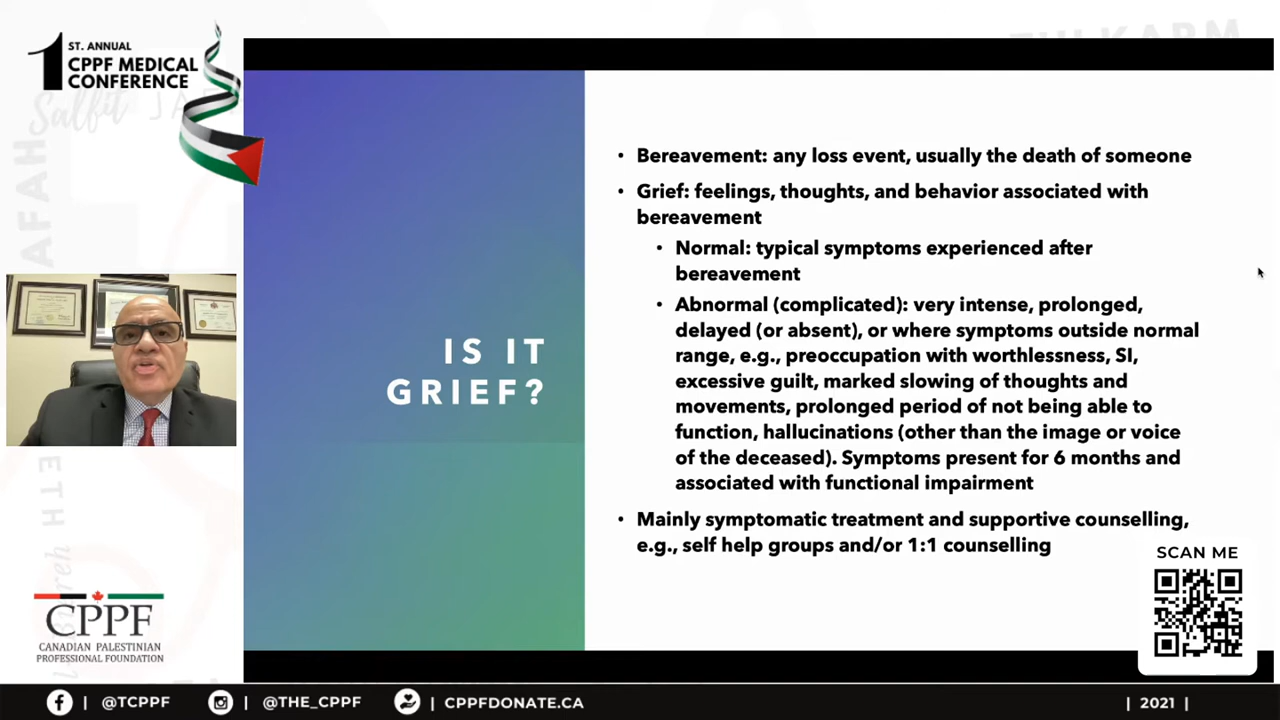 1 ST. ANNUAL
CPPF MEDICAL
CONFERENCE
Salfit
AFAH
IS IT
GRIEF?
• Bereavement: any loss event, usually the death of someone
• Grief: feelings, thoughts, and behavior associated with
bereavement
• Normal: typical symptoms experienced after
bereavement
• Abnormal (complicated): very intense, prolonged,
delayed (or absent), or where symptoms outside normal
range, e.g., preoccupation with worthlessness, SI,
excessive guilt, marked slowing of thoughts and
movements, prolonged period of not being able to
function, hallucinations (other than the image or voice
of the deceased). Symptoms present for 6 months and
associated with functional impairment
• Mainly symptomatic treatment and supportive counselling,
e.g., self help groups and/or 1:1 counselling
SCAN ME
CPPF
CANADIAN PALESTINIAN
PROFESSIONAL FOUNDATION
| @TCPPF
| @THE_CPPF
| CPPFDONATE.CA
| 2021 |